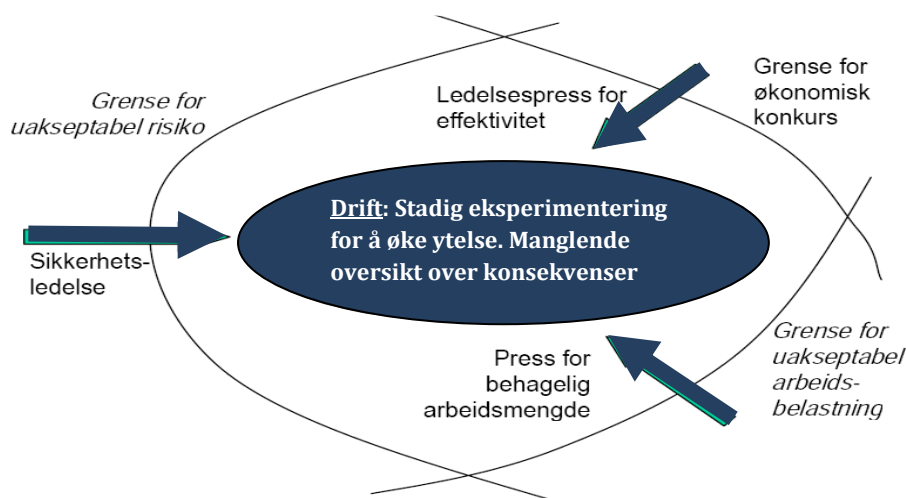 Grense for
uakseptabel risiko
Ledelsespress for
effektivitet
Grense for
økonomisk
konkurs
Drift: Stadig eksperimentering
for å øke ytelse. Manglende
oversikt over konsekvenser
Sikkerhets-
ledelse
Press for
behagelig
arbeidsmengde
Grense for
uakseptabel
arbeids-
belastning